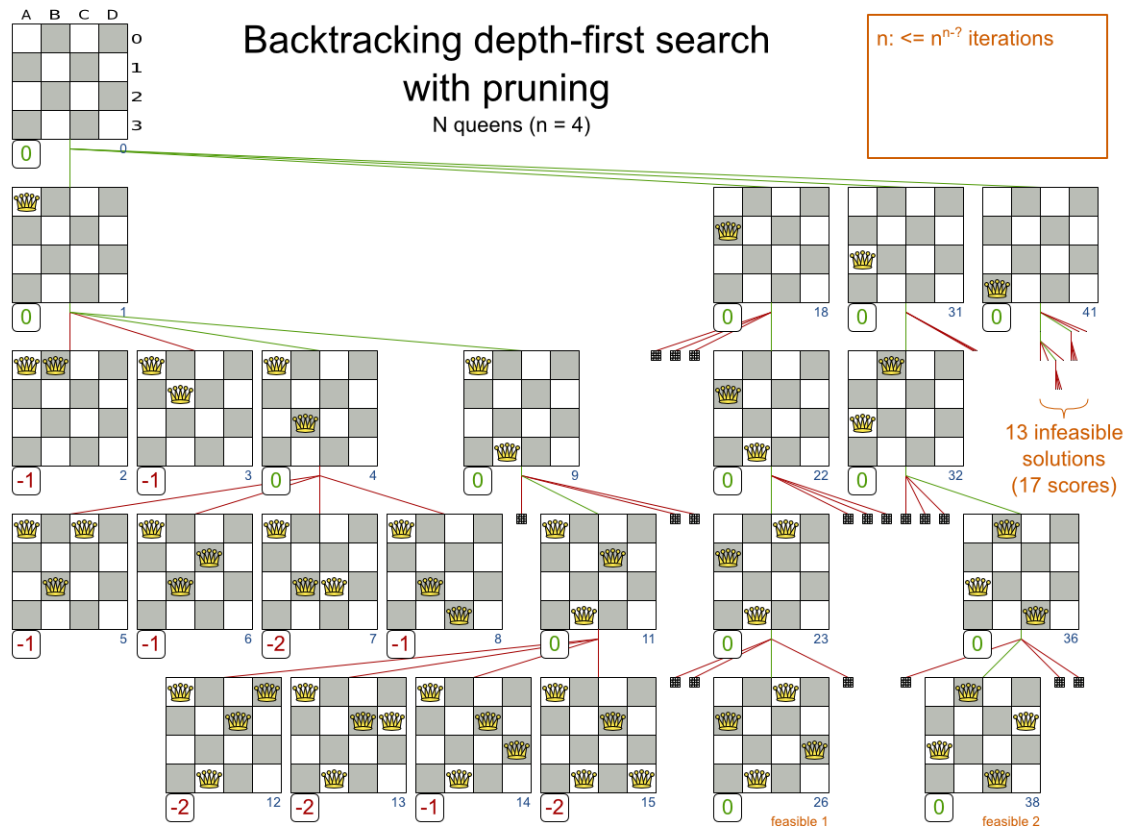 A B C D
Backtracking depth-first search
with pruning
N queens (n = 4)
n: <= n^n-? iterations
0
1
2
3
0 0
0 1
0 18
0 31
0 41
-1 2
-1 3
0 4
0 9
0 22
0 32
13 infeasible
solutions
(17 scores)
-1 5
-1 6
-2 7
-1 8
0 11
0 23
0 36
-2 12
-2 13
-1 14
-2 15
0 26
0 38
feasible 1
feasible 2